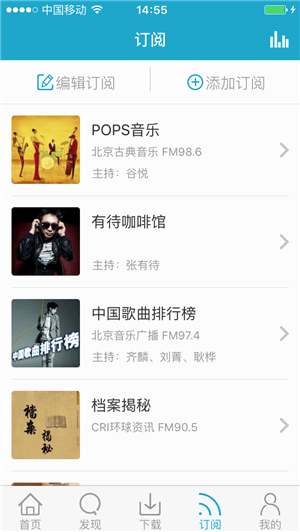 中国移动
14:55
订阅
编辑订阅
添加订阅
POPS音乐
北京古典音乐 FM98.6
主持：谷悦
有待咖啡馆
主持：张有待
中国歌曲排行榜
中国歌曲排行榜
北京音乐广播 FM97.4
主持：齐麟、刘菁、耿桦
档案揭秘
档案揭秘
CRI环球资讯 FM90.5
首页
发现
下载
订阅
我的